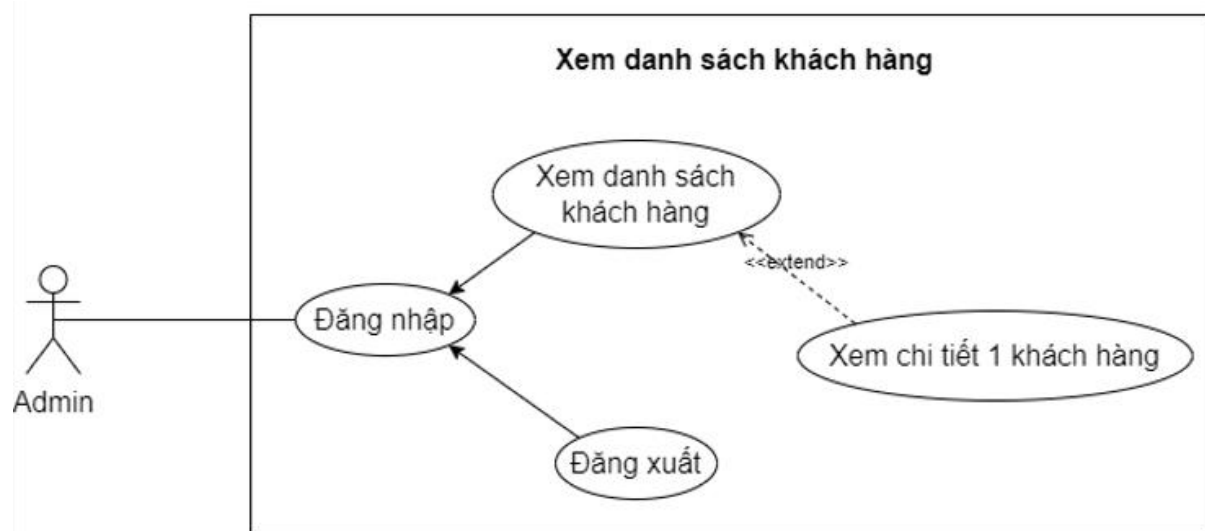 Xem danh sách khách hàng
Xem danh sách
khách hàng
<<extend>>
Đăng nhập
Xem chi tiết 1 khách hàng
Admin
Đăng xuất